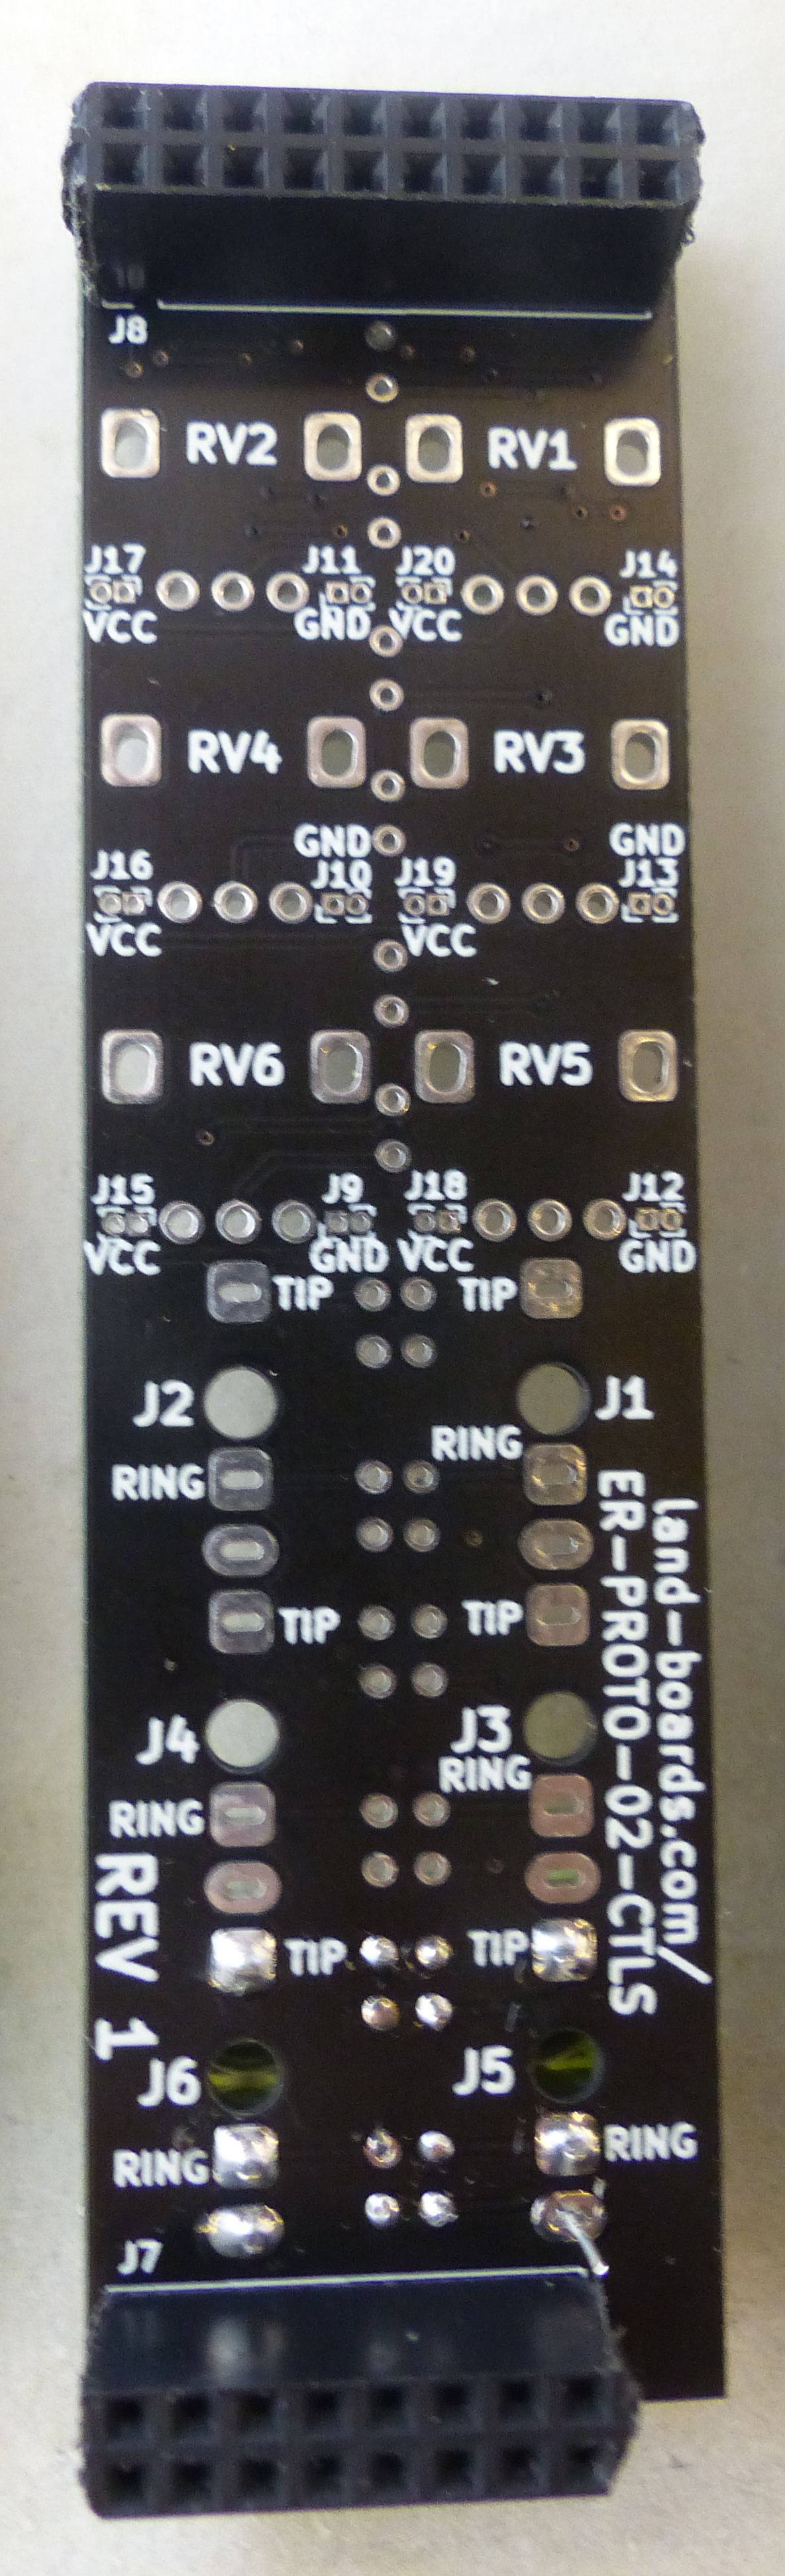 J8
RV2 RV1
J17 J11 J20 J14
VCC GND VCC GND
RV4 RV3
GND GND
J16 J10 J19 J13
VCC VCC
RV6 RV5
J15 J9 J18 J12
VCC GND VCC GND
TIP TIP
J2 J1
RING RING
TIP TIP
J4 J3
RING RING
land-boards.com/
ER-PROTO-02-CTLS
REV 1
TIP TIP
J6 J5
RING RING
J7